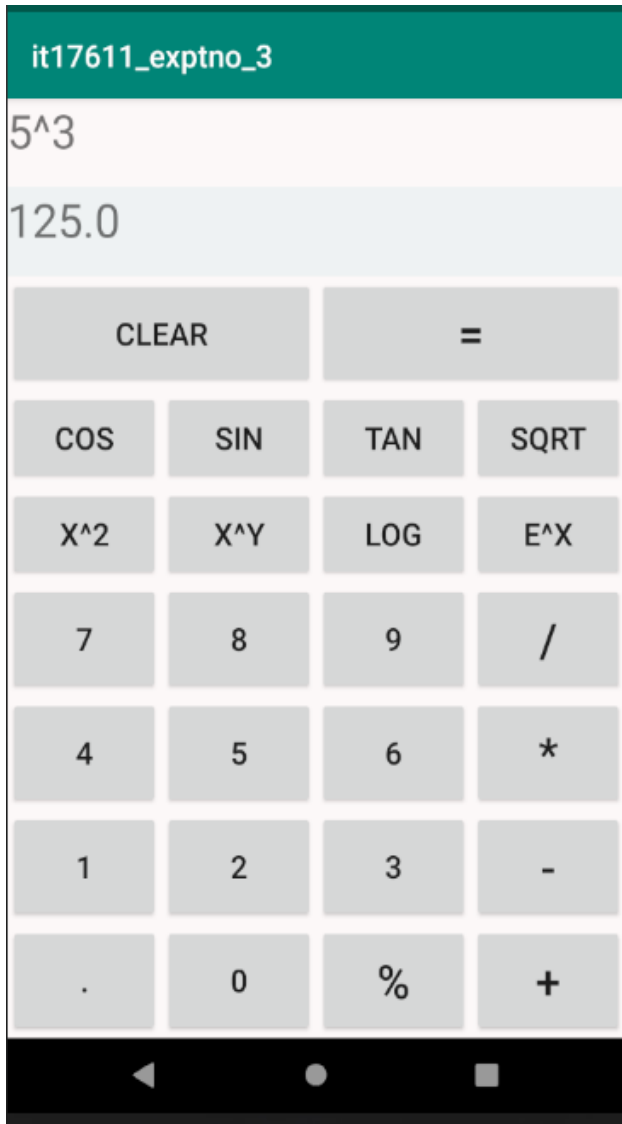 it17611_exptno_3
5^3
125.0
CLEAR =
COS SIN TAN SQRT
X^2 X^Y LOG E^X
7 8 9 /
4 5 6 *
1 2 3 -
. 0 % +